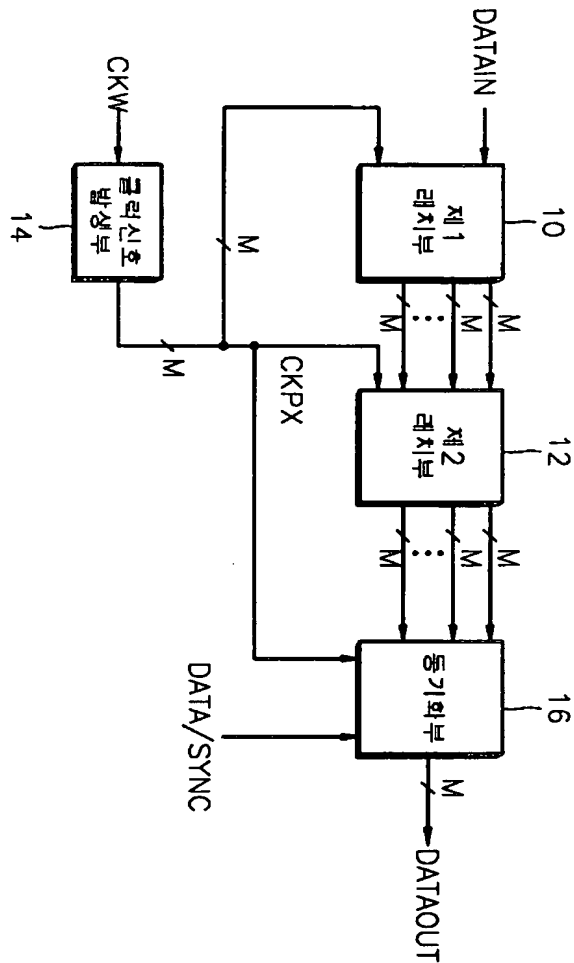 10
12
16
DATAIN
제1
래치부
M
M
M
제2
래치부
M
M
M
동기화부
M
DATAOUT
M
CKPX
DATA/SYNC
CKW
클럭신호
발생부
M
14